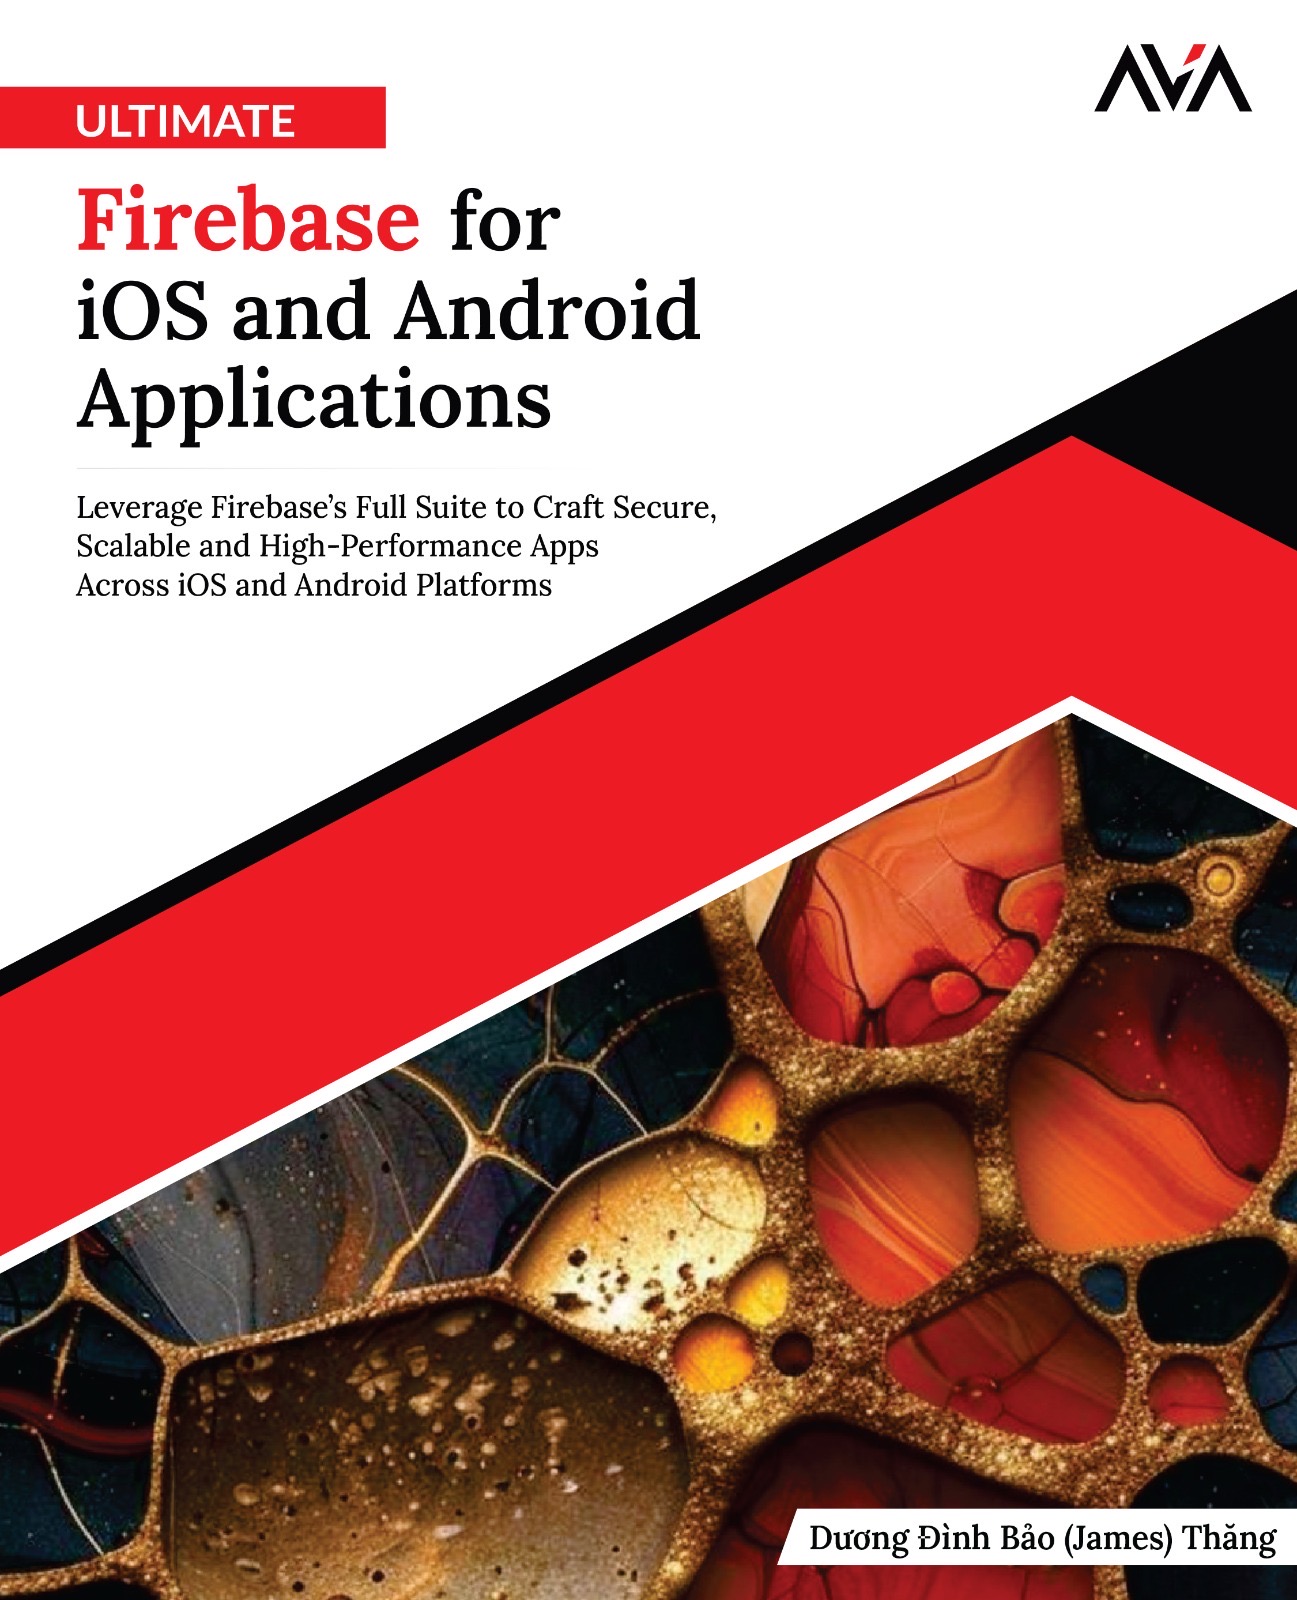 AVA
ULTIMATE
Firebase for
iOS and Android
Applications
Leverage Firebase’s Full Suite to Craft Secure,
Scalable and High-Performance Apps
Across iOS and Android Platforms
Dương Đình Bảo (James) Thăng